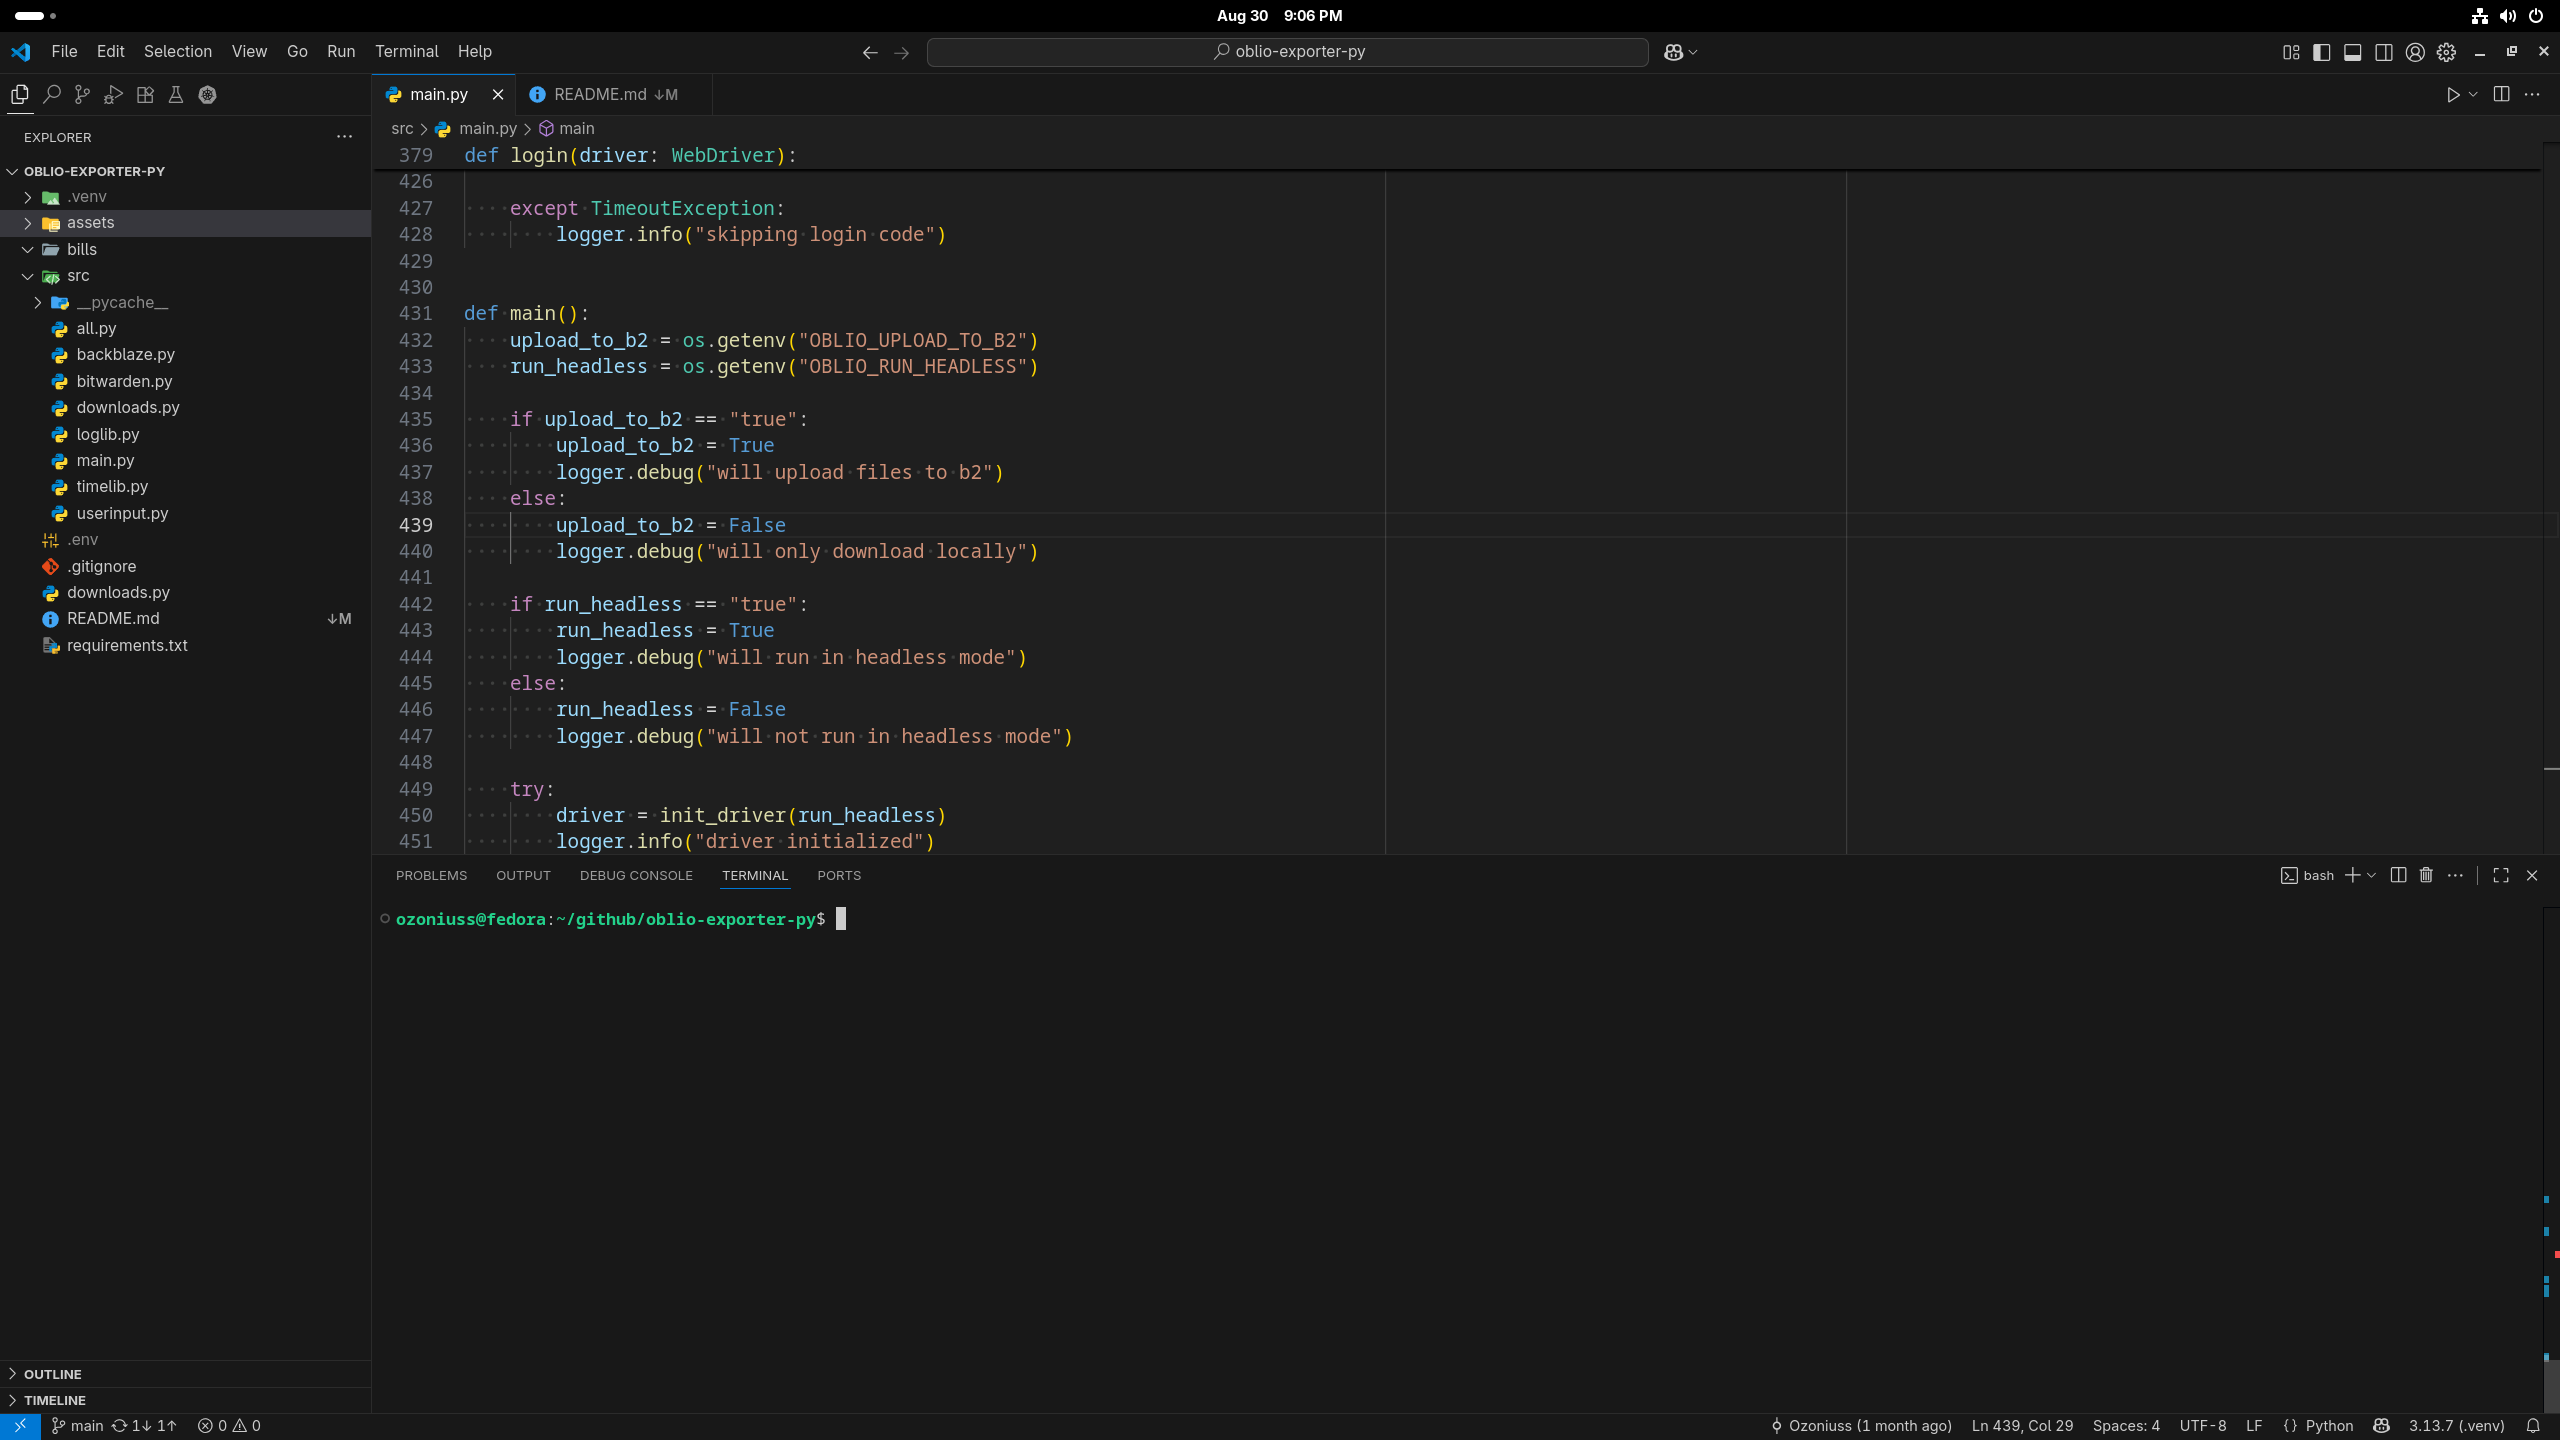 Aug 30 9:06 PM
File Edit Selection View Go Run Terminal Help
oblio-exporter-py
main.py
README.md ↓M
EXPLORER
src > main.py > main
OBLIO-EXPORTER-PY
.venv
assets
bills
src
__pycache__
all.py
backblaze.py
bitwarden.py
downloads.py
loglib.py
main.py
timelib.py
userinput.py
.env
.gitignore
downloads.py
README.md ↓M
requirements.txt
OUTLINE
TIMELINE
379 def login(driver: WebDriver):
426
427 except TimeoutException:
428 logger.info("skipping login code")
429
430
431 def main():
432 upload_to_b2 = os.getenv("OBLIO_UPLOAD_TO_B2")
433 run_headless = os.getenv("OBLIO_RUN_HEADLESS")
434
435 if upload_to_b2 == "true":
436 upload_to_b2 = True
437 logger.debug("will upload files to b2")
438 else:
439 upload_to_b2 = False
440 logger.debug("will only download locally")
441
442 if run_headless == "true":
443 run_headless = True
444 logger.debug("will run in headless mode")
445 else:
446 run_headless = False
447 logger.debug("will not run in headless mode")
448
449 try:
450 driver = init_driver(run_headless)
451 logger.info("driver initialized")
PROBLEMS OUTPUT DEBUG CONSOLE TERMINAL PORTS
bash
ozoniuss@fedora:~/github/oblio-exporter-py$
main 1↓ 1↑ 0 0
Ozoniuss (1 month ago) Ln 439, Col 29 Spaces: 4 UTF-8 LF {} Python 3.13.7 (.venv)